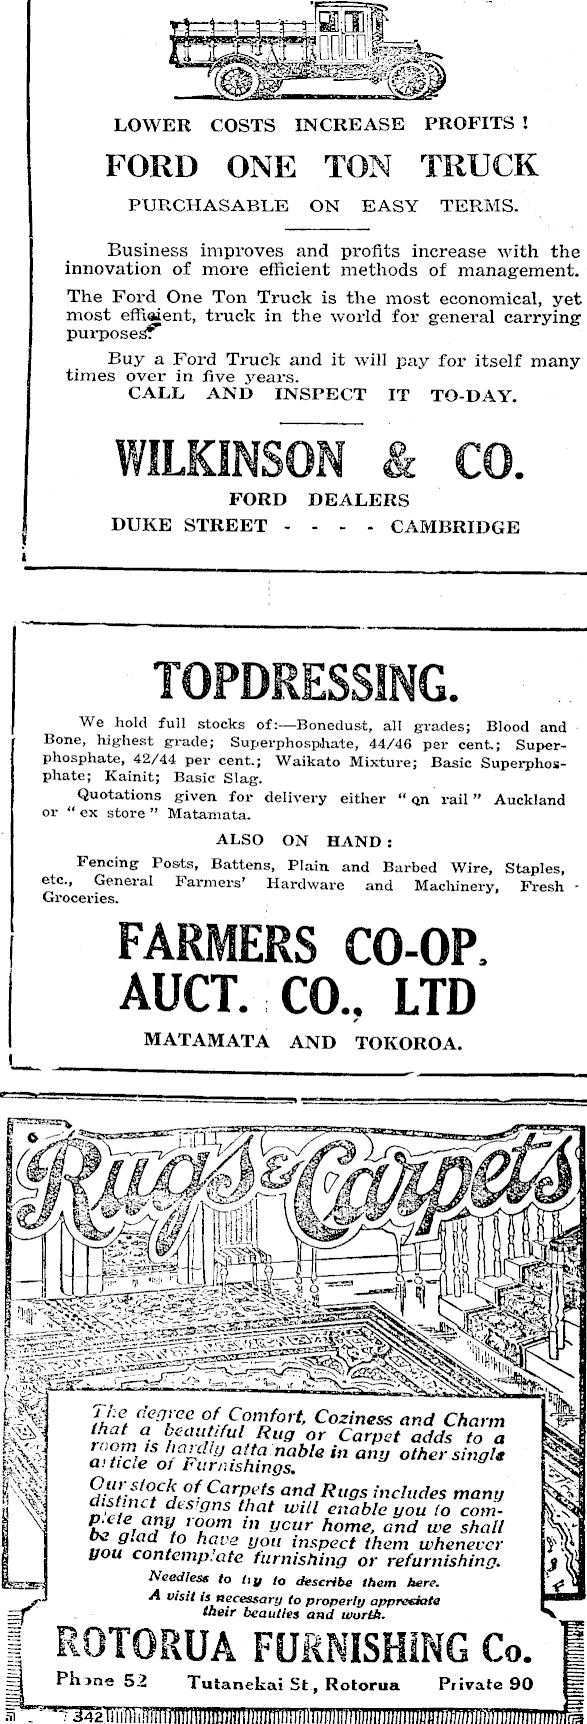 LOWER COSTS INCREASE PROFITS!
FORD ONE TON TRUCK
PURCHASABLE ON EASY TERMS.
Business improves and profits increase with the
innovation of more efficient methods of management.
The Ford One Ton Truck is the most economical, yet
most efficient, truck in the world for general carrying
purposes.
Buy a Ford Truck and it will pay for itself many
times over in five years.
CALL AND INSPECT IT TO-DAY.
WILKINSON & CO.
FORD DEALERS
DUKE STREET - - - - CAMBRIDGE
TOPDRESSING.
We hold full stocks of:—Bonedust, all grades; Blood and
Bone, highest grade; Superphosphate, 44/46 per cent.; Super-
phosphate, 42/44 per cent.; Waikato Mixture; Basic Superphos-
phate; Kainit; Basic Slag.
Quotations given for delivery either "on rail" Auckland
or "ex store" Matamata.
ALSO ON HAND:
Fencing Posts, Battens, Plain and Barbed Wire, Staples,
etc., General Farmers' Hardware and Machinery, Fresh
Groceries.
FARMERS CO-OP.
AUCT. CO., LTD
MATAMATA AND TOKOROA.
Rugs & Carpets
The degree of Comfort, Coziness and Charm
that a beautiful Rug or Carpet adds to a
room is hardly attainable in any other single
article of Furnishings.
Our stock of Carpets and Rugs includes many
distinct designs that will enable you to com-
plete any room in your home, and we shall
be glad to have you inspect them whenever
you contemplate furnishing or refurnishing.
Needless to try to describe them here.
A visit is necessary to properly appreciate
their beauties and worth.
ROTORUA FURNISHING Co.
Phone 52 Tutanekai St., Rotorua Private 90
342